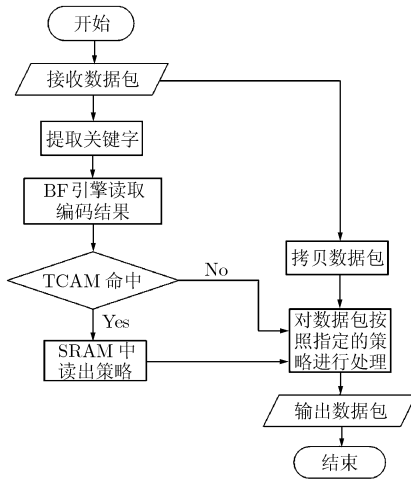 开始
接收数据包
提取关键字
BF引擎读取
编码结果
TCAM 命中
No
Yes
SRAM 中
读出策略
拷贝数据包
对数据包按
照指定的策
略进行处理
输出数据包
结束